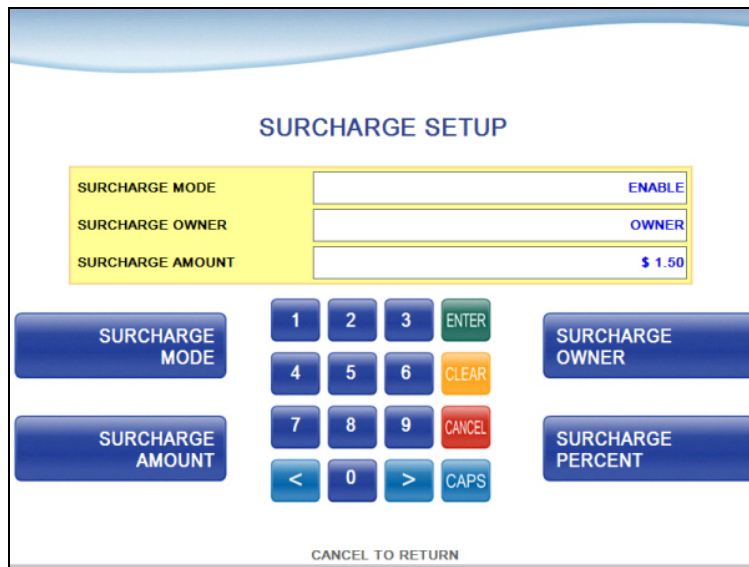 SURCHARGE SETUP
SURCHARGE MODE ENABLE
SURCHARGE OWNER OWNER
SURCHARGE AMOUNT $ 1.50
SURCHARGE
MODE
1 2 3 ENTER
SURCHARGE
OWNER
4 5 6 CLEAR
SURCHARGE
AMOUNT
7 8 9 CANCEL
SURCHARGE
PERCENT
< 0 > CAPS
CANCEL TO RETURN